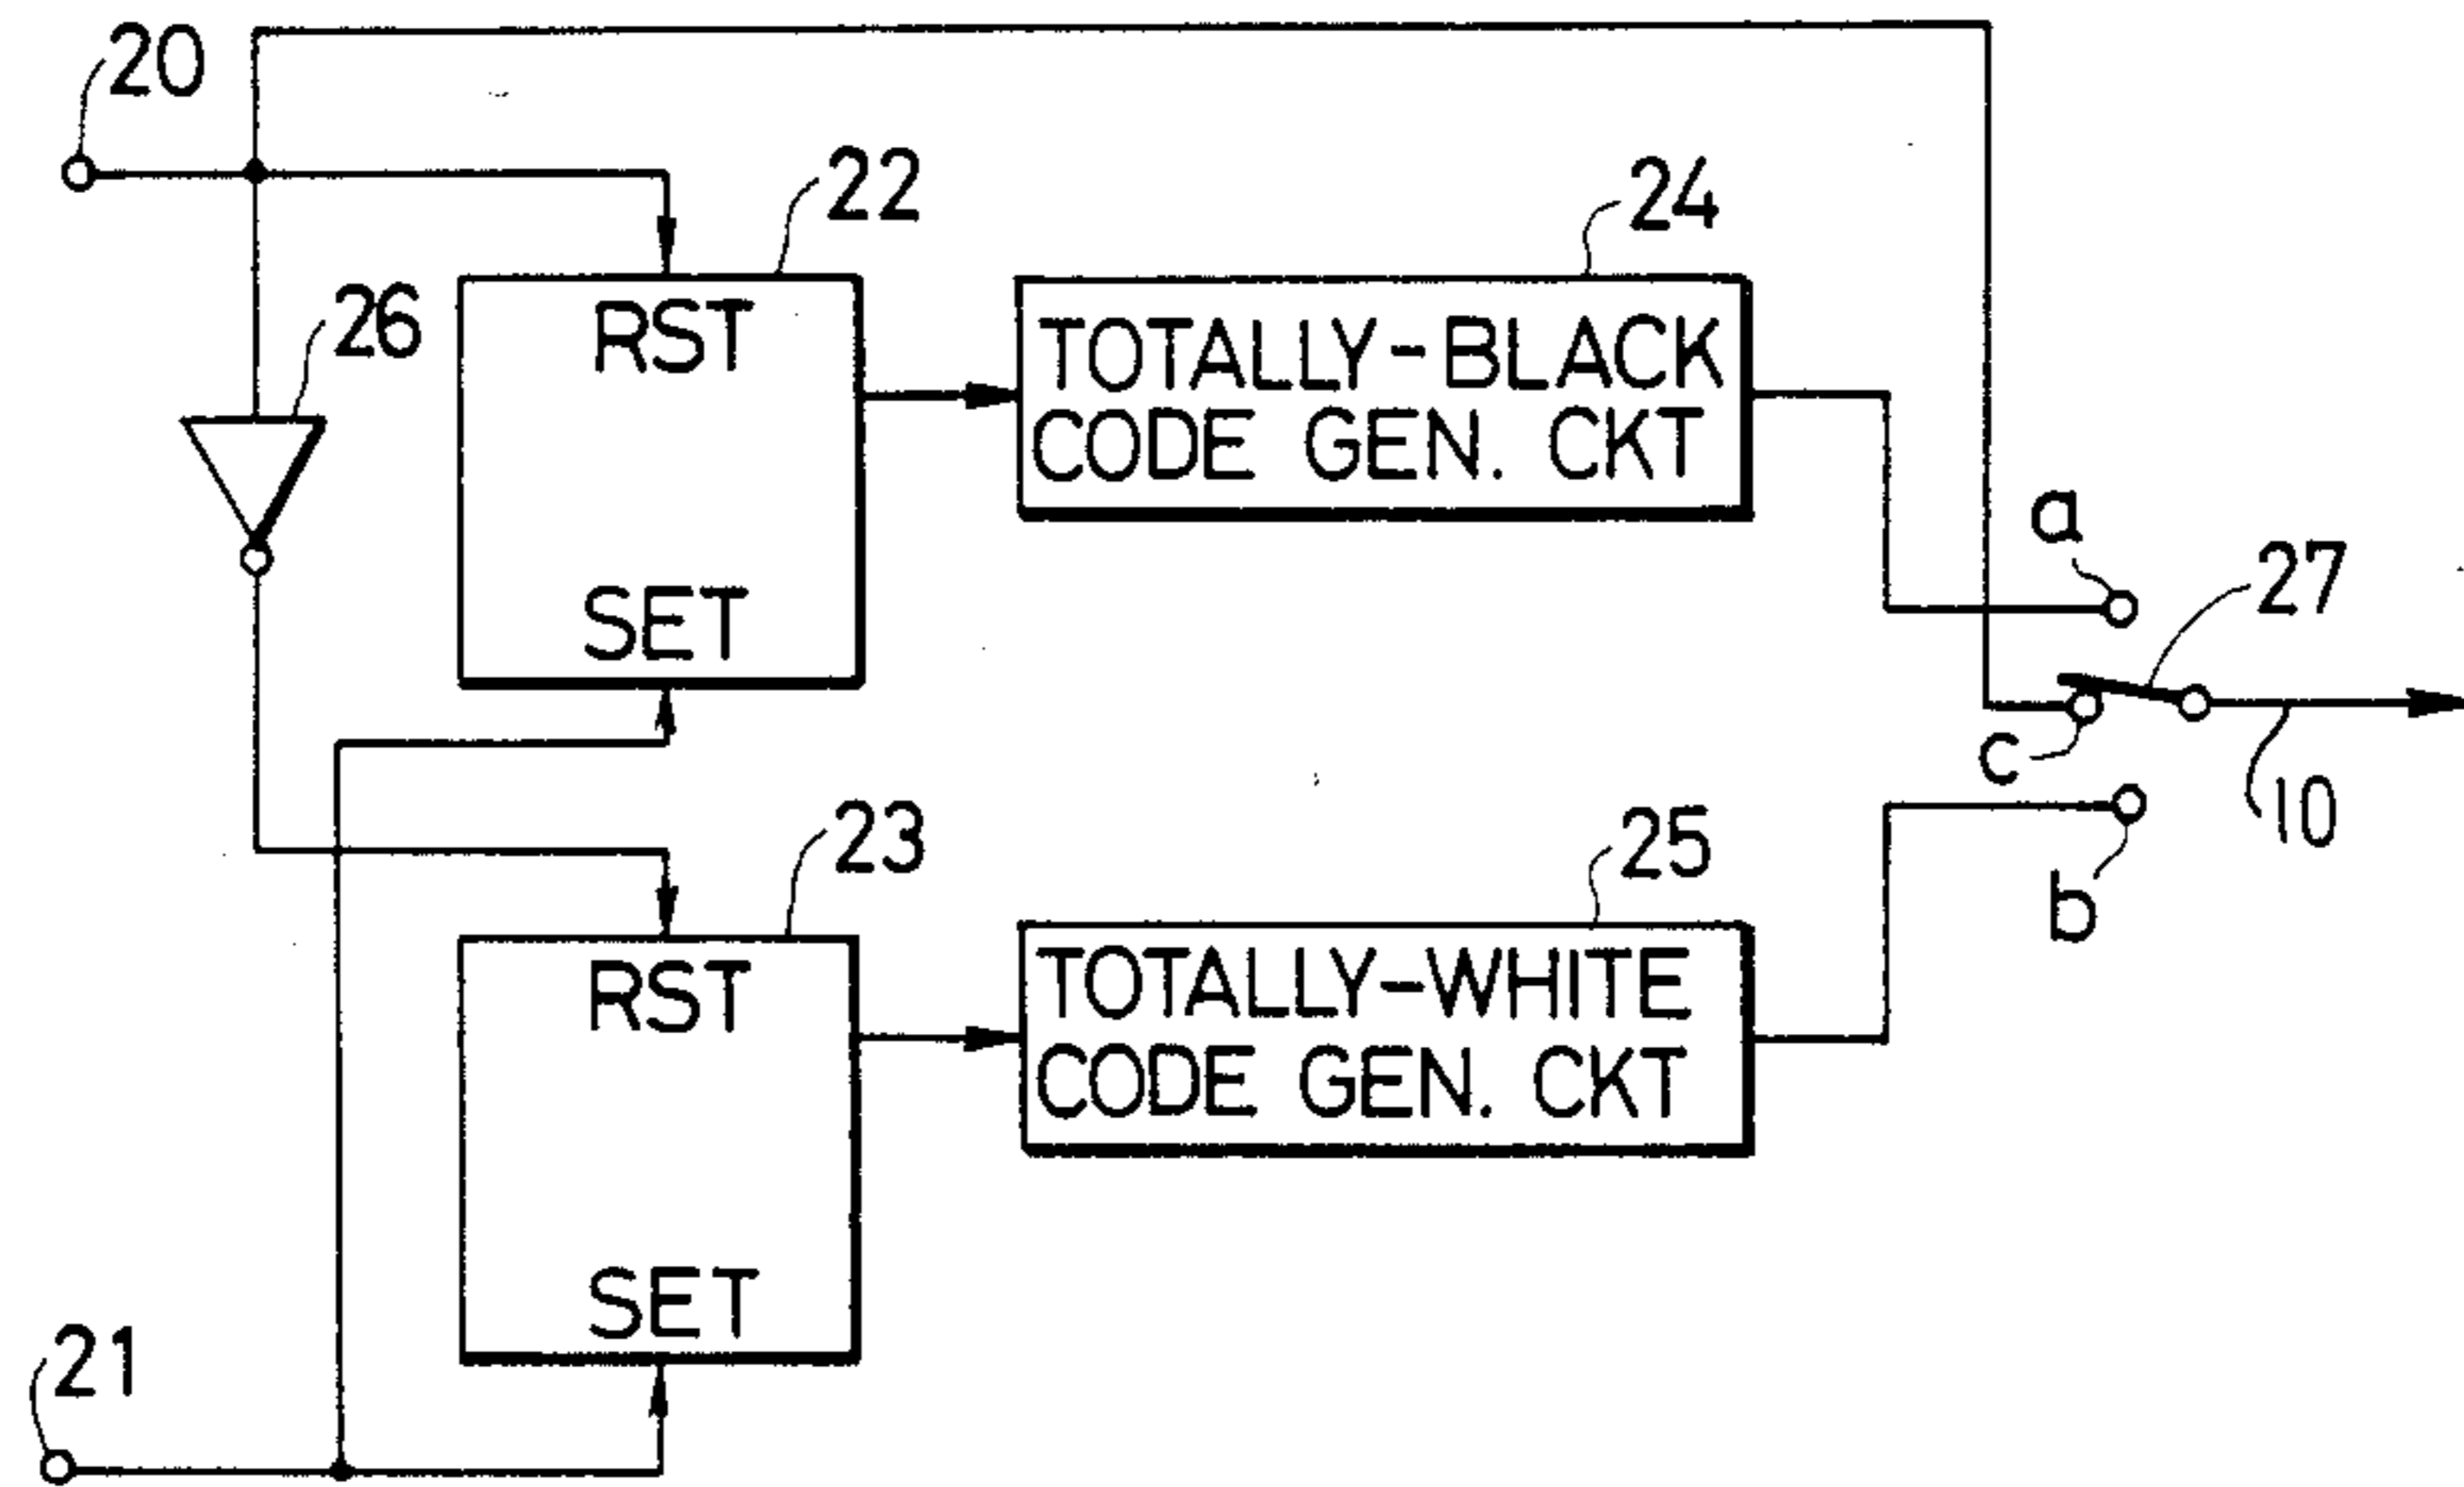 20
22
24
26
RST
TOTALLY-BLACK
CODE GEN. CKT
SET
a
27
c
10
b
23
25
RST
TOTALLY-WHITE
CODE GEN. CKT
SET
21